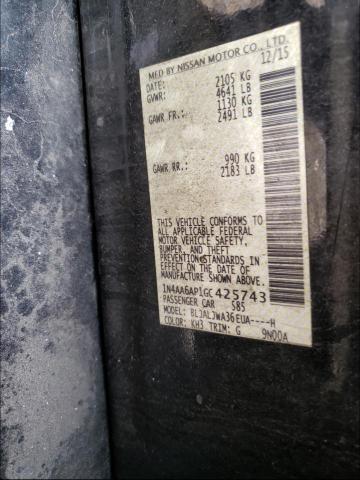 MFD BY NISSAN MOTOR CO., LTD.
DATE: 12/15
GVWR: 2105 KG
4641 LB
GAWR FR.: 1130 KG
2491 LB
GAWR RR.: 990 KG
2183 LB
THIS VEHICLE CONFORMS TO
ALL APPLICABLE FEDERAL
MOTOR VEHICLE SAFETY,
BUMPER, AND THEFT
PREVENTION STANDARDS
IN EFFECT ON THE DATE OF
MANUFACTURE SHOWN ABOVE.
1N4AA6AP1GC425743
PASSENGER CAR S85
MODEL: BLJALJWA36EUA----H
COLOR: KH3 TRIM: G 9N00A